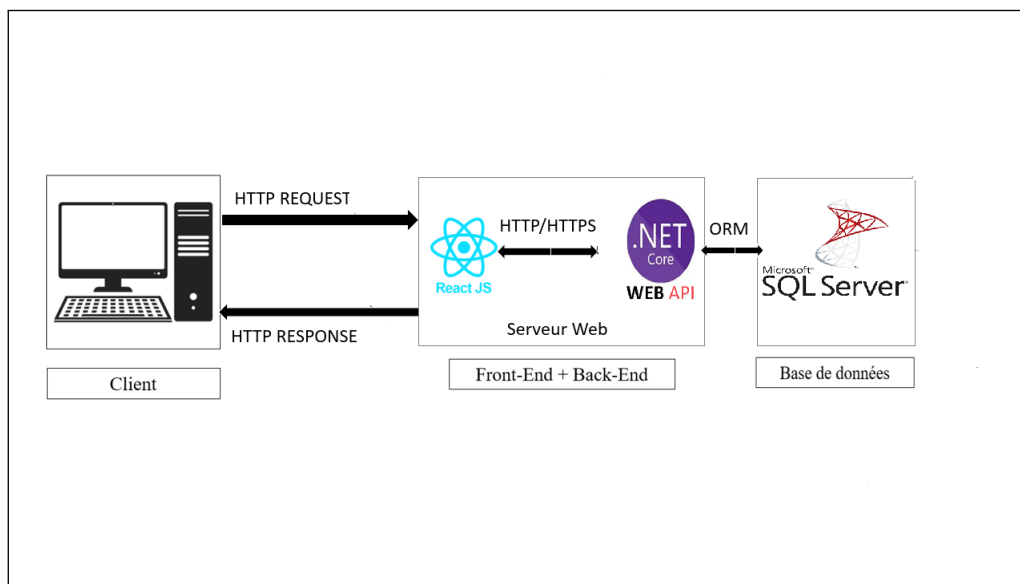 HTTP REQUEST
HTTP RESPONSE
Client
React JS
HTTP/HTTPS
.NET
Core
WEB API
Serveur Web
Front-End + Back-End
ORM
Microsoft®
SQL Server
Base de données